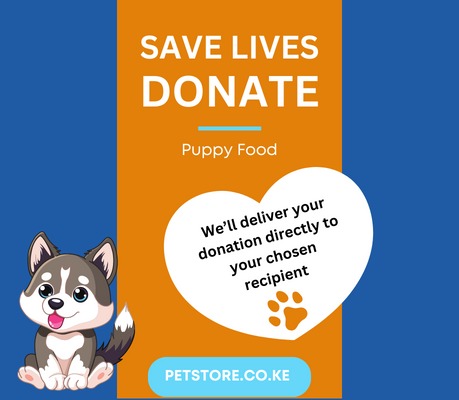 SAVE LIVES
DONATE
Puppy Food
We’ll deliver your
donation directly to
your chosen
recipient
PETSTORE.CO.KE